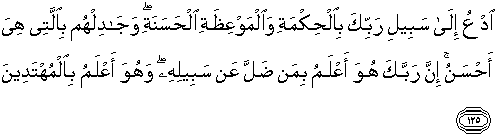 ٱدْعُ إِلَىٰ سَبِيلِ رَبِّكَ بِٱلْحِكْمَةِ وَٱلْمَوْعِظَةِ ٱلْحَسَنَةِ ۖ وَجَـٰدِلْهُم بِٱلَّتِى هِىَ
أَحْسَنُ ۚ إِنَّ رَبَّكَ هُوَ أَعْلَمُ بِمَن ضَلَّ عَن سَبِيلِهِۦ ۖ وَهُوَ أَعْلَمُ بِٱلْمُهْتَدِينَ
١٢٥